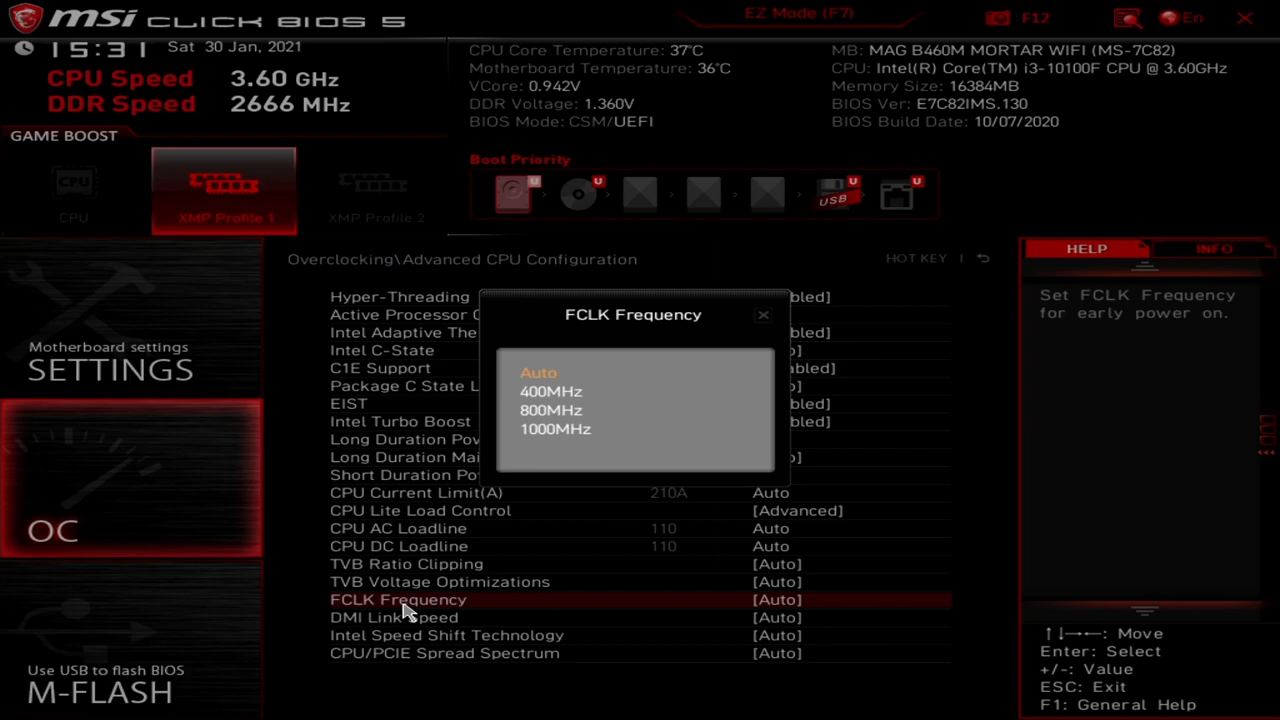 msi CLICK BIOS 5
EZ Mode (F7)
F12
En
15:31 Sat 30 Jan, 2021
CPU Speed 3.60 GHz
DDR Speed 2666 MHz
CPU Core Temperature: 37°C
Motherboard Temperature: 36°C
VCore: 0.942V
DDR Voltage: 1.360V
BIOS Mode: CSM/UEFI
MB: MAG B460M MORTAR WIFI (MS-7C82)
CPU: Intel(R) Core(TM) i3-10100F CPU @ 3.60GHz
Memory Size: 16384MB
BIOS Ver: E7C82IMS.130
BIOS Build Date: 10/07/2020
GAME BOOST
CPU
CPU
XMP Profile 1
XMP Profile 2
Boot Priority
U
U
USB
U
U
Motherboard settings
SETTINGS
OC
Use USB to flash BIOS
M-FLASH
Overclocking\Advanced CPU Configuration
HOT KEY |
Hyper-Threading bled]
Active Processor
Intel Adaptive The bled]
Intel C-State ]
C1E Support bled]
Package C State L ]
EIST bled]
Intel Turbo Boost bled]
Long Duration Pov
Long Duration Mai ]
Short Duration Po
CPU Current Limit(A) 210A Auto
CPU Lite Load Control [Advanced]
CPU AC Loadline 110 Auto
CPU DC Loadline 110 Auto
TVB Ratio Clipping [Auto]
TVB Voltage Optimizations [Auto]
FCLK Frequency [Auto]
DMI Link Speed [Auto]
Intel Speed Shift Technology [Auto]
CPU/PCIE Spread Spectrum [Auto]
FCLK Frequency
Auto
400MHz
800MHz
1000MHz
HELP
INFO
Set FCLK Frequency
for early power on.
↑↓→←: Move
Enter: Select
+/-: Value
ESC: Exit
F1: General Help